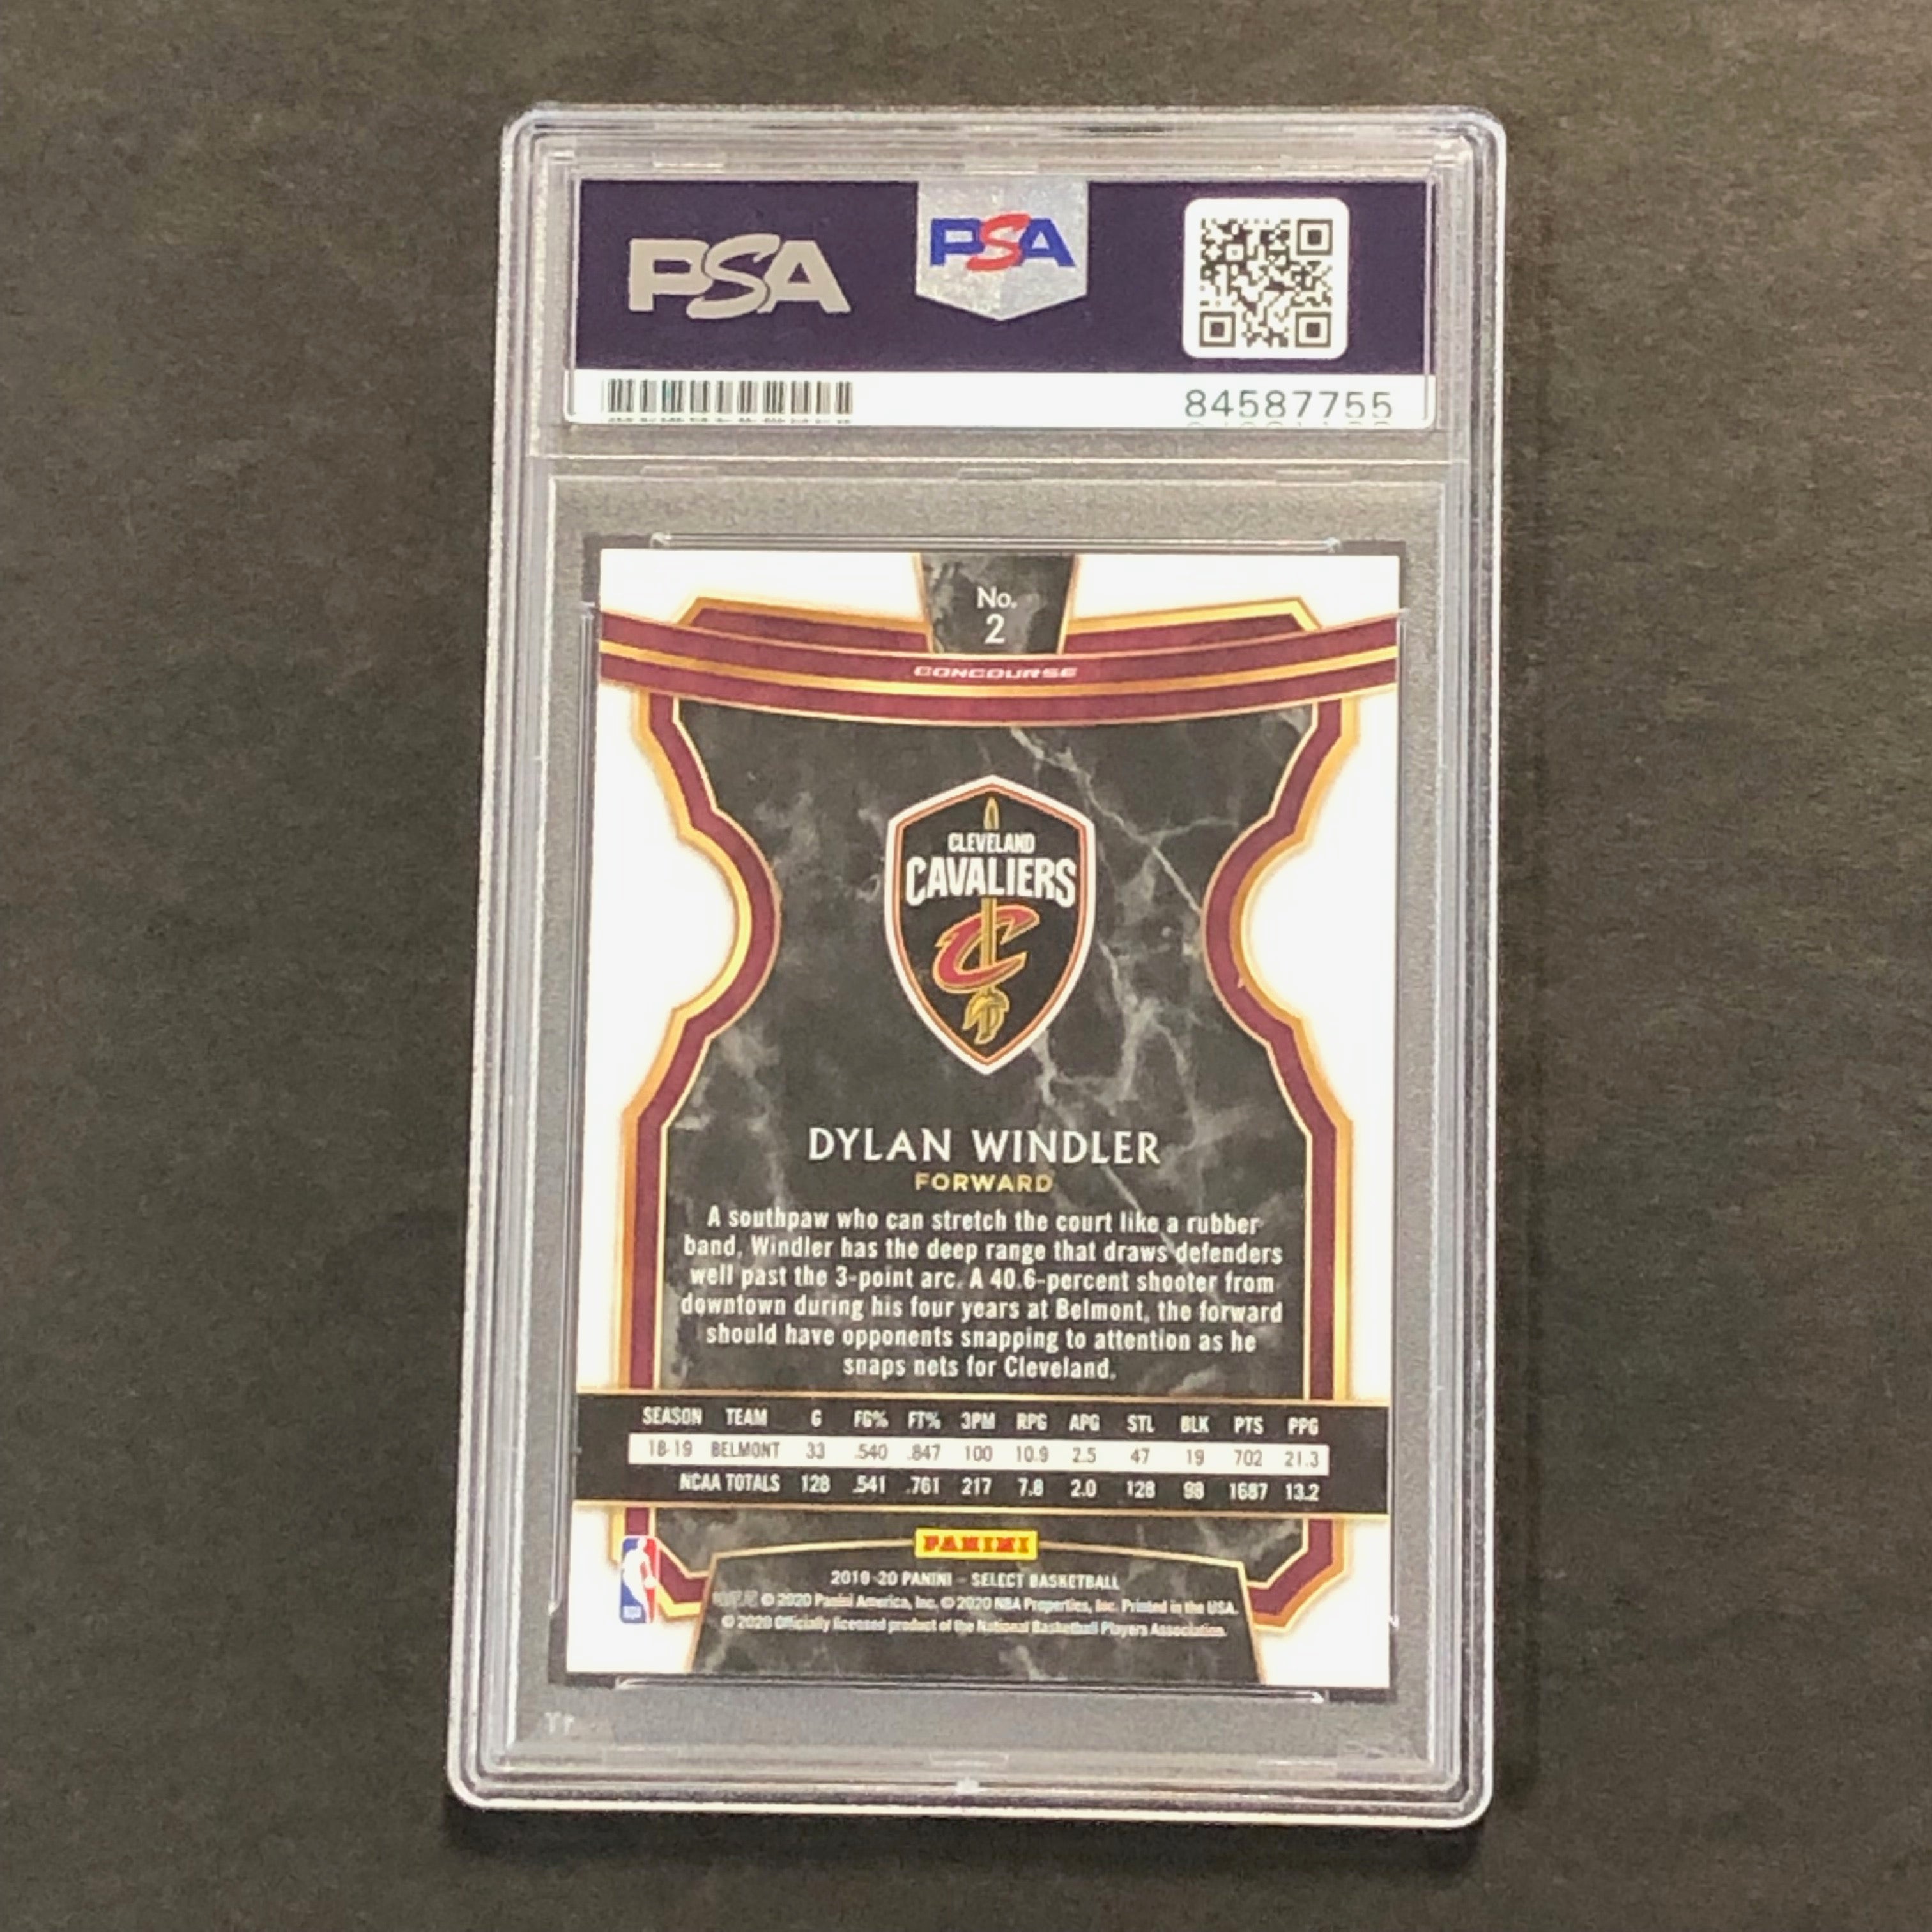 PSA
PSA
84587755
No.
2
CONCOURSE
CLEVELAND
CAVALIERS
C
DYLAN WINDLER
FORWARD
A southpaw who can stretch the court like a rubber
band, Windler has the deep range that draws defenders
well past the 3-point arc. A 40.6-percent shooter from
downtown during his four years at Belmont, the forward
should have opponents snapping to attention as he
snaps nets for Cleveland.
SEASON TEAM G FG% FT% 3PM RPG APG STL BLK PTS PPG
18-19 BELMONT 33 .540 .847 100 10.9 2.5 47 19 702 21.3
NCAA TOTALS 128 .541 .761 217 7.8 2.0 128 98 1687 13.2
PANINI
2019-20 PANINI - SELECT BASKETBALL
© 2020 Panini America, Inc. © 2020 NBA Properties, Inc. Printed in the USA.
© 2020 Officially licensed product of the National Basketball Players Association.